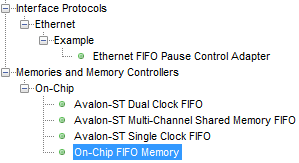 Interface Protocols
Ethernet
Example
Ethernet FIFO Pause Control Adapter
Memories and Memory Controllers
On-Chip
Avalon-ST Dual Clock FIFO
Avalon-ST Multi-Channel Shared Memory FIFO
Avalon-ST Single Clock FIFO
On-Chip FIFO Memory